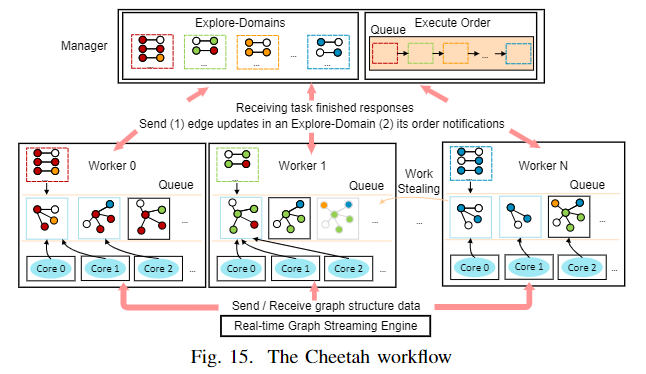 Explore-Domains
Execute Order
Manager
Queue
...
...
...
...
...
...
...
Receiving task finished responses
Send (1) edge updates in an Explore-Domain (2) its order notifications
Worker 0
Worker 1
Work
Stealing
Worker N
...
...
...
Queue
Queue
Queue
...
...
...
...
Core 0
Core 1
Core 2
...
Core 0
Core 1
Core 2
...
Core 0
Core 1
Core 2
...
Send / Receive graph structure data
Real-time Graph Streaming Engine
Fig. 15. The Cheetah workflow